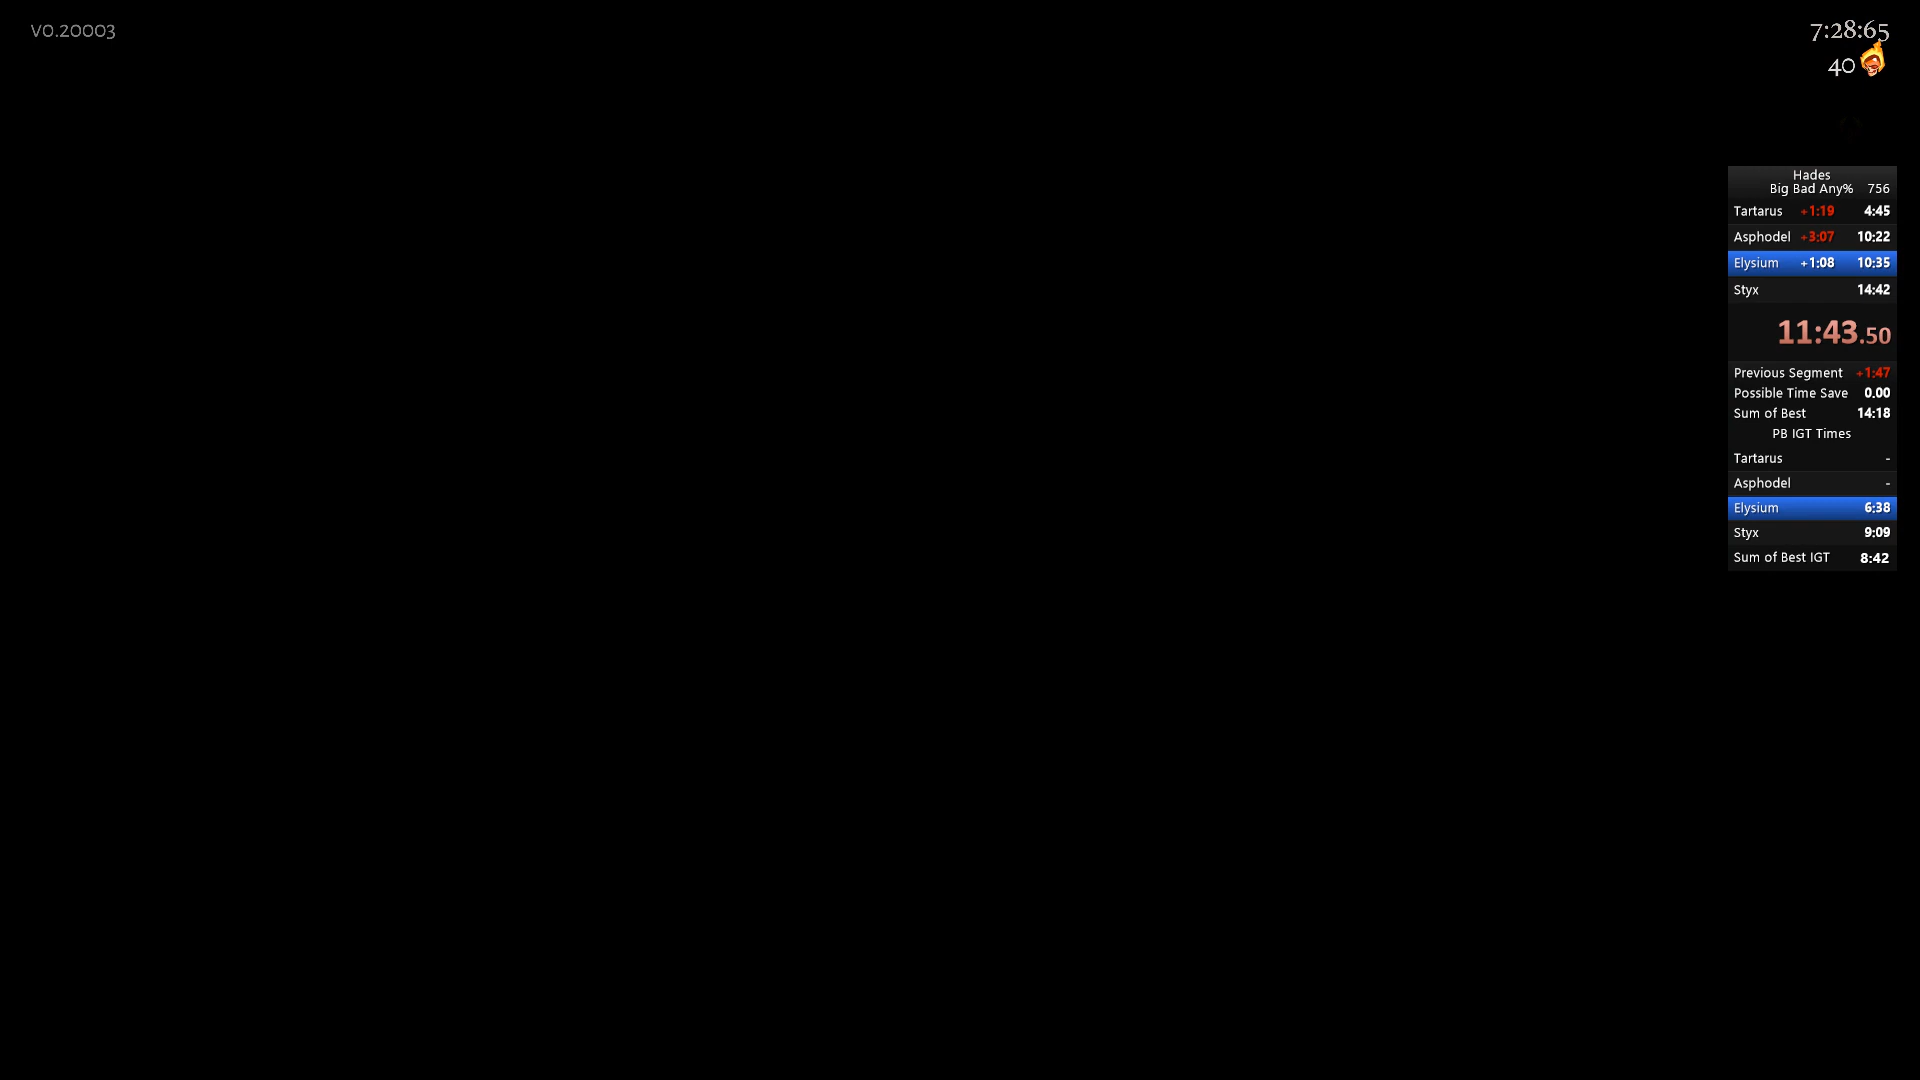 V0.20003
7:28:65
40
Hades
Big Bad Any% 756
Tartarus +1:19 4:45
Asphodel +3:07 10:22
Elysium +1:08 10:35
Styx 14:42
11:43.50
Previous Segment +1:47
Possible Time Save 0.00
Sum of Best 14:18
PB IGT Times
Tartarus -
Asphodel -
Elysium 6:38
Styx 9:09
Sum of Best IGT 8:42